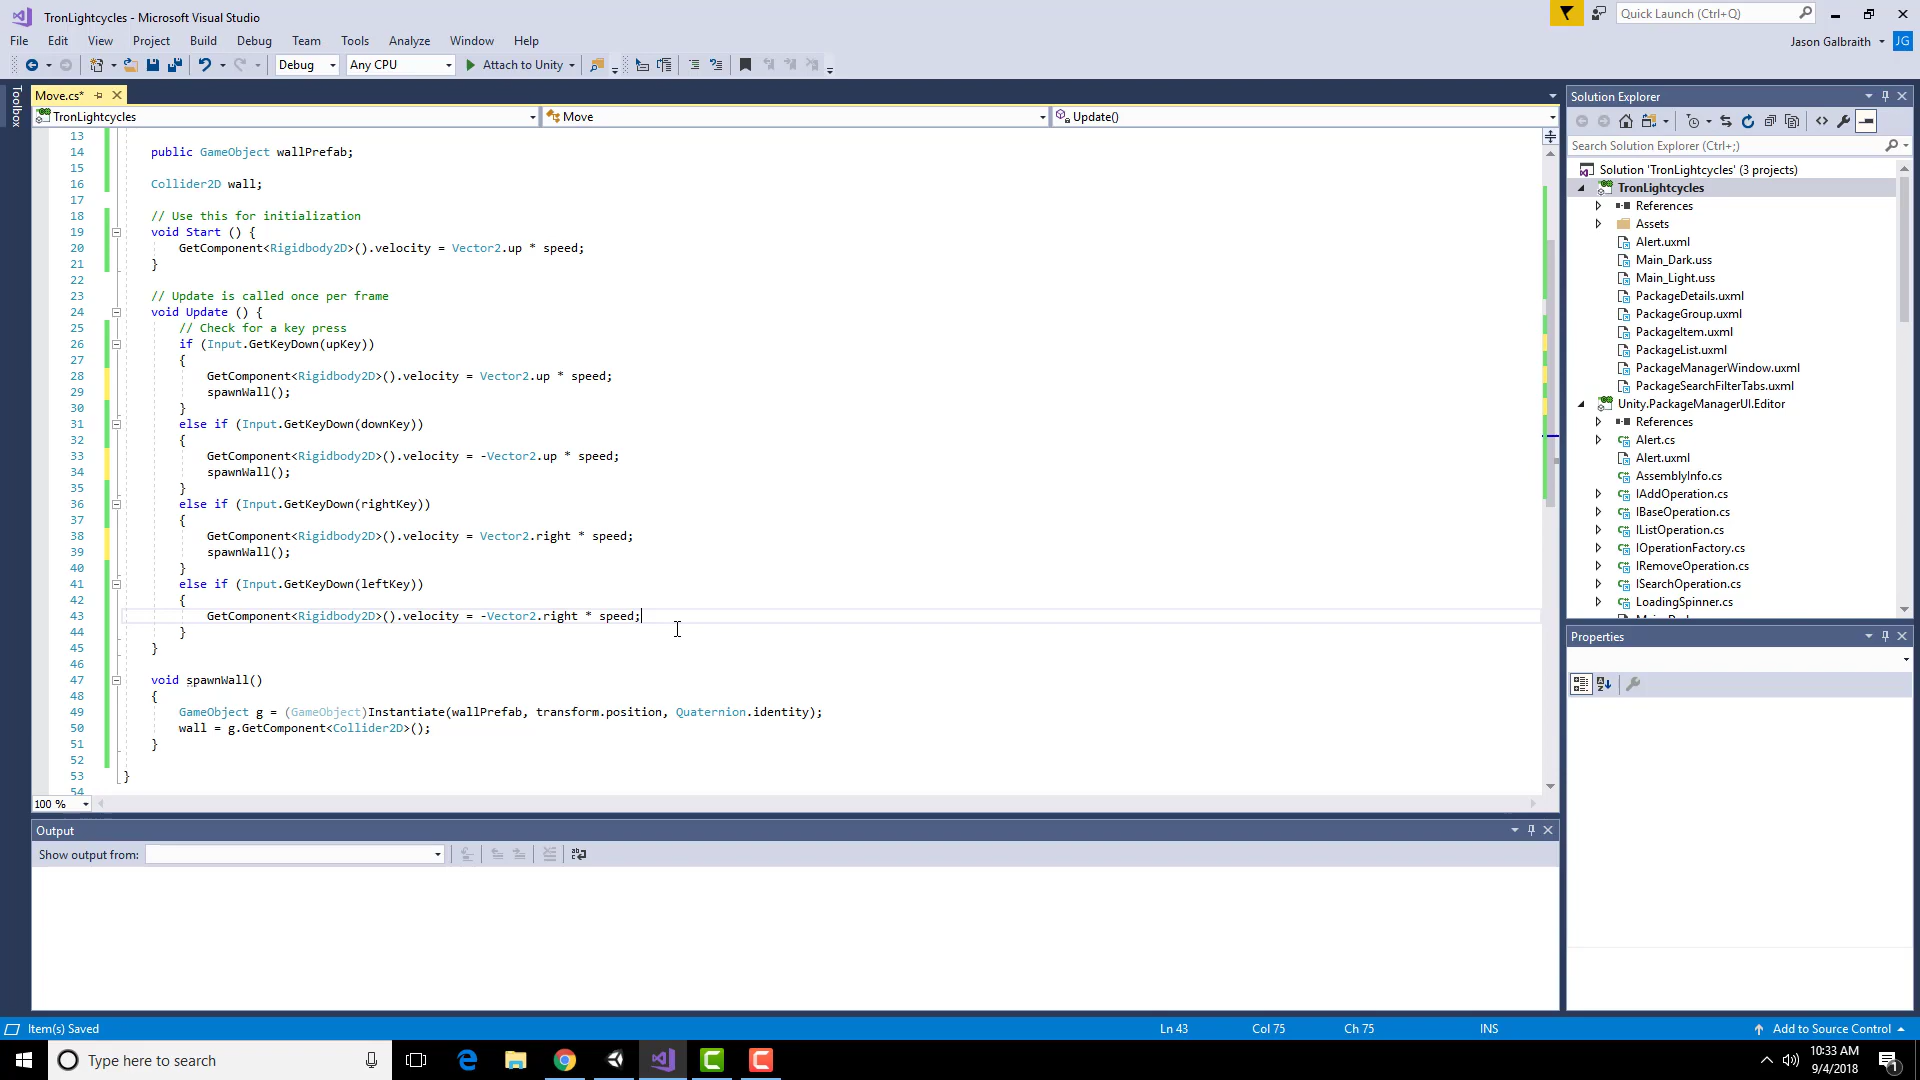 TronLightcycles - Microsoft Visual Studio
Quick Launch (Ctrl+Q)
File Edit View Project Build Debug Team Tools Analyze Window Help
Jason Galbraith JG
Debug Any CPU Attach to Unity
Toolbox
Move.cs*
TronLightcycles Move Update()
13
14 public GameObject wallPrefab;
15
16 Collider2D wall;
17
18 // Use this for initialization
19 void Start () {
20 GetComponent<Rigidbody2D>().velocity = Vector2.up * speed;
21 }
22
23 // Update is called once per frame
24 void Update () {
25 // Check for a key press
26 if (Input.GetKeyDown(upKey))
27 {
28 GetComponent<Rigidbody2D>().velocity = Vector2.up * speed;
29 spawnWall();
30 }
31 else if (Input.GetKeyDown(downKey))
32 {
33 GetComponent<Rigidbody2D>().velocity = -Vector2.up * speed;
34 spawnWall();
35 }
36 else if (Input.GetKeyDown(rightKey))
37 {
38 GetComponent<Rigidbody2D>().velocity = Vector2.right * speed;
39 spawnWall();
40 }
41 else if (Input.GetKeyDown(leftKey))
42 {
43 GetComponent<Rigidbody2D>().velocity = -Vector2.right * speed;
44 }
45 }
46
47 void spawnWall()
48 {
49 GameObject g = (GameObject)Instantiate(wallPrefab, transform.position, Quaternion.identity);
50 wall = g.GetComponent<Collider2D>();
51 }
52
53 }
54
100 %
Output
Show output from:
Solution Explorer
Search Solution Explorer (Ctrl+;)
Solution 'TronLightcycles' (3 projects)
TronLightcycles
References
Assets
Alert.uxml
Main_Dark.uss
Main_Light.uss
PackageDetails.uxml
PackageGroup.uxml
PackageItem.uxml
PackageList.uxml
PackageManagerWindow.uxml
PackageSearchFilterTabs.uxml
Unity.PackageManagerUI.Editor
References
Alert.cs
Alert.uxml
AssemblyInfo.cs
IAddOperation.cs
IBaseOperation.cs
IListOperation.cs
IOperationFactory.cs
IRemoveOperation.cs
ISearchOperation.cs
LoadingSpinner.cs
Properties
Item(s) Saved Ln 43 Col 75 Ch 75 INS Add to Source Control
Type here to search
10:33 AM
9/4/2018
1